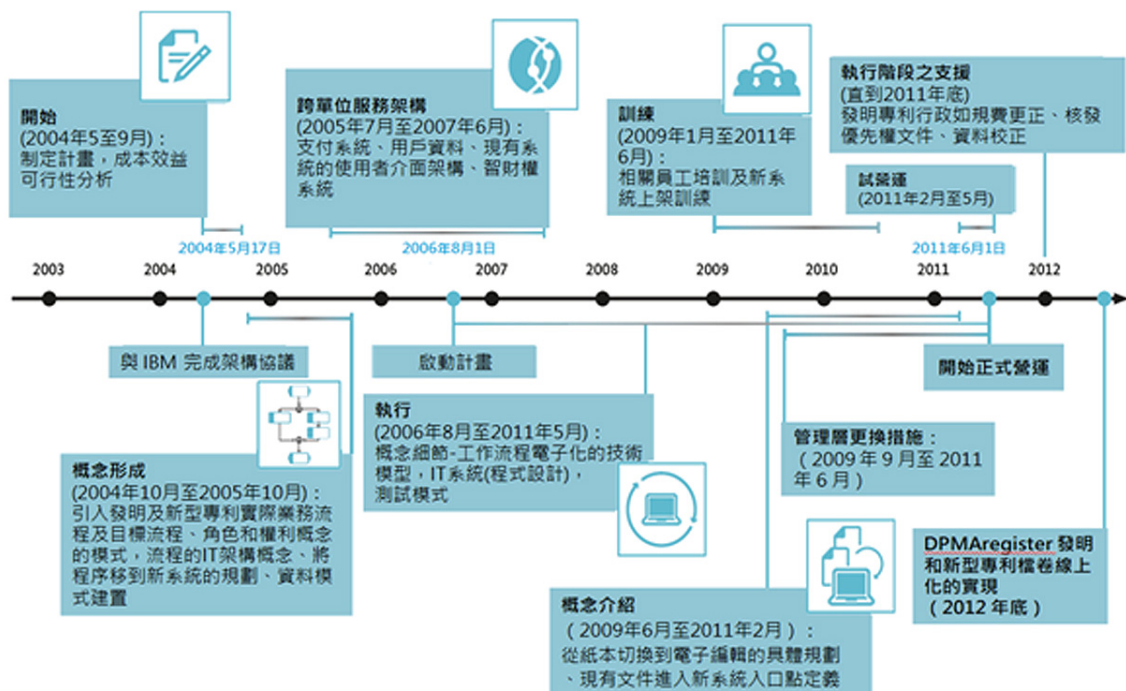 開始
(2004年5至9月)：
制定計畫，成本效益
可行性分析
跨單位服務架構
(2005年7月至2007年6月)：
支付系統、用戶資料、現有系
統的使用者介面架構、智財權
系統
訓練
(2009年1月至2011年
6月)：
相關員工培訓及新系
統上架訓練
執行階段之支援
(直到2011年底)
發明專利行政如規費更正、核發
優先權文件、資料校正
試營運
(2011年2月至5月)
2004年5月17日
2006年8月1日
2011年6月1日
2003
2004
2005
2006
2007
2008
2009
2010
2011
2012
與 IBM 完成架構協議
啟動計畫
開始正式營運
概念形成
(2004年10月至2005年10月)：
引入發明及新型專利實際業務流
程及目標流程、角色和權利概念
的模式，流程的IT架構概念、將
程序移到新系統的規劃、資料模
式建置
執行
(2006年8月至2011年5月)：
概念細節-工作流程電子化的技術
模型，IT系統(程式設計)，
測試模式
管理層更換措施：
（2009 年 9 月至 2011
年 6 月）
DPMAregister 發明
和新型專利檔卷線上
化的實現
（2012 年底）
概念介紹
（2009年6月至2011年2月）：
從紙本切換到電子編輯的具體規劃
、現有文件進入新系統入口點定義